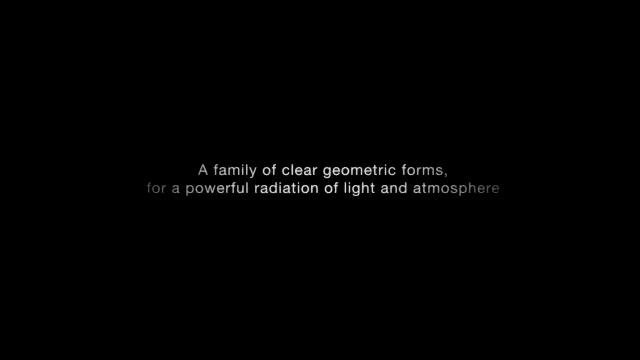 A family of clear geometric forms,
for a powerful radiation of light and atmosphere